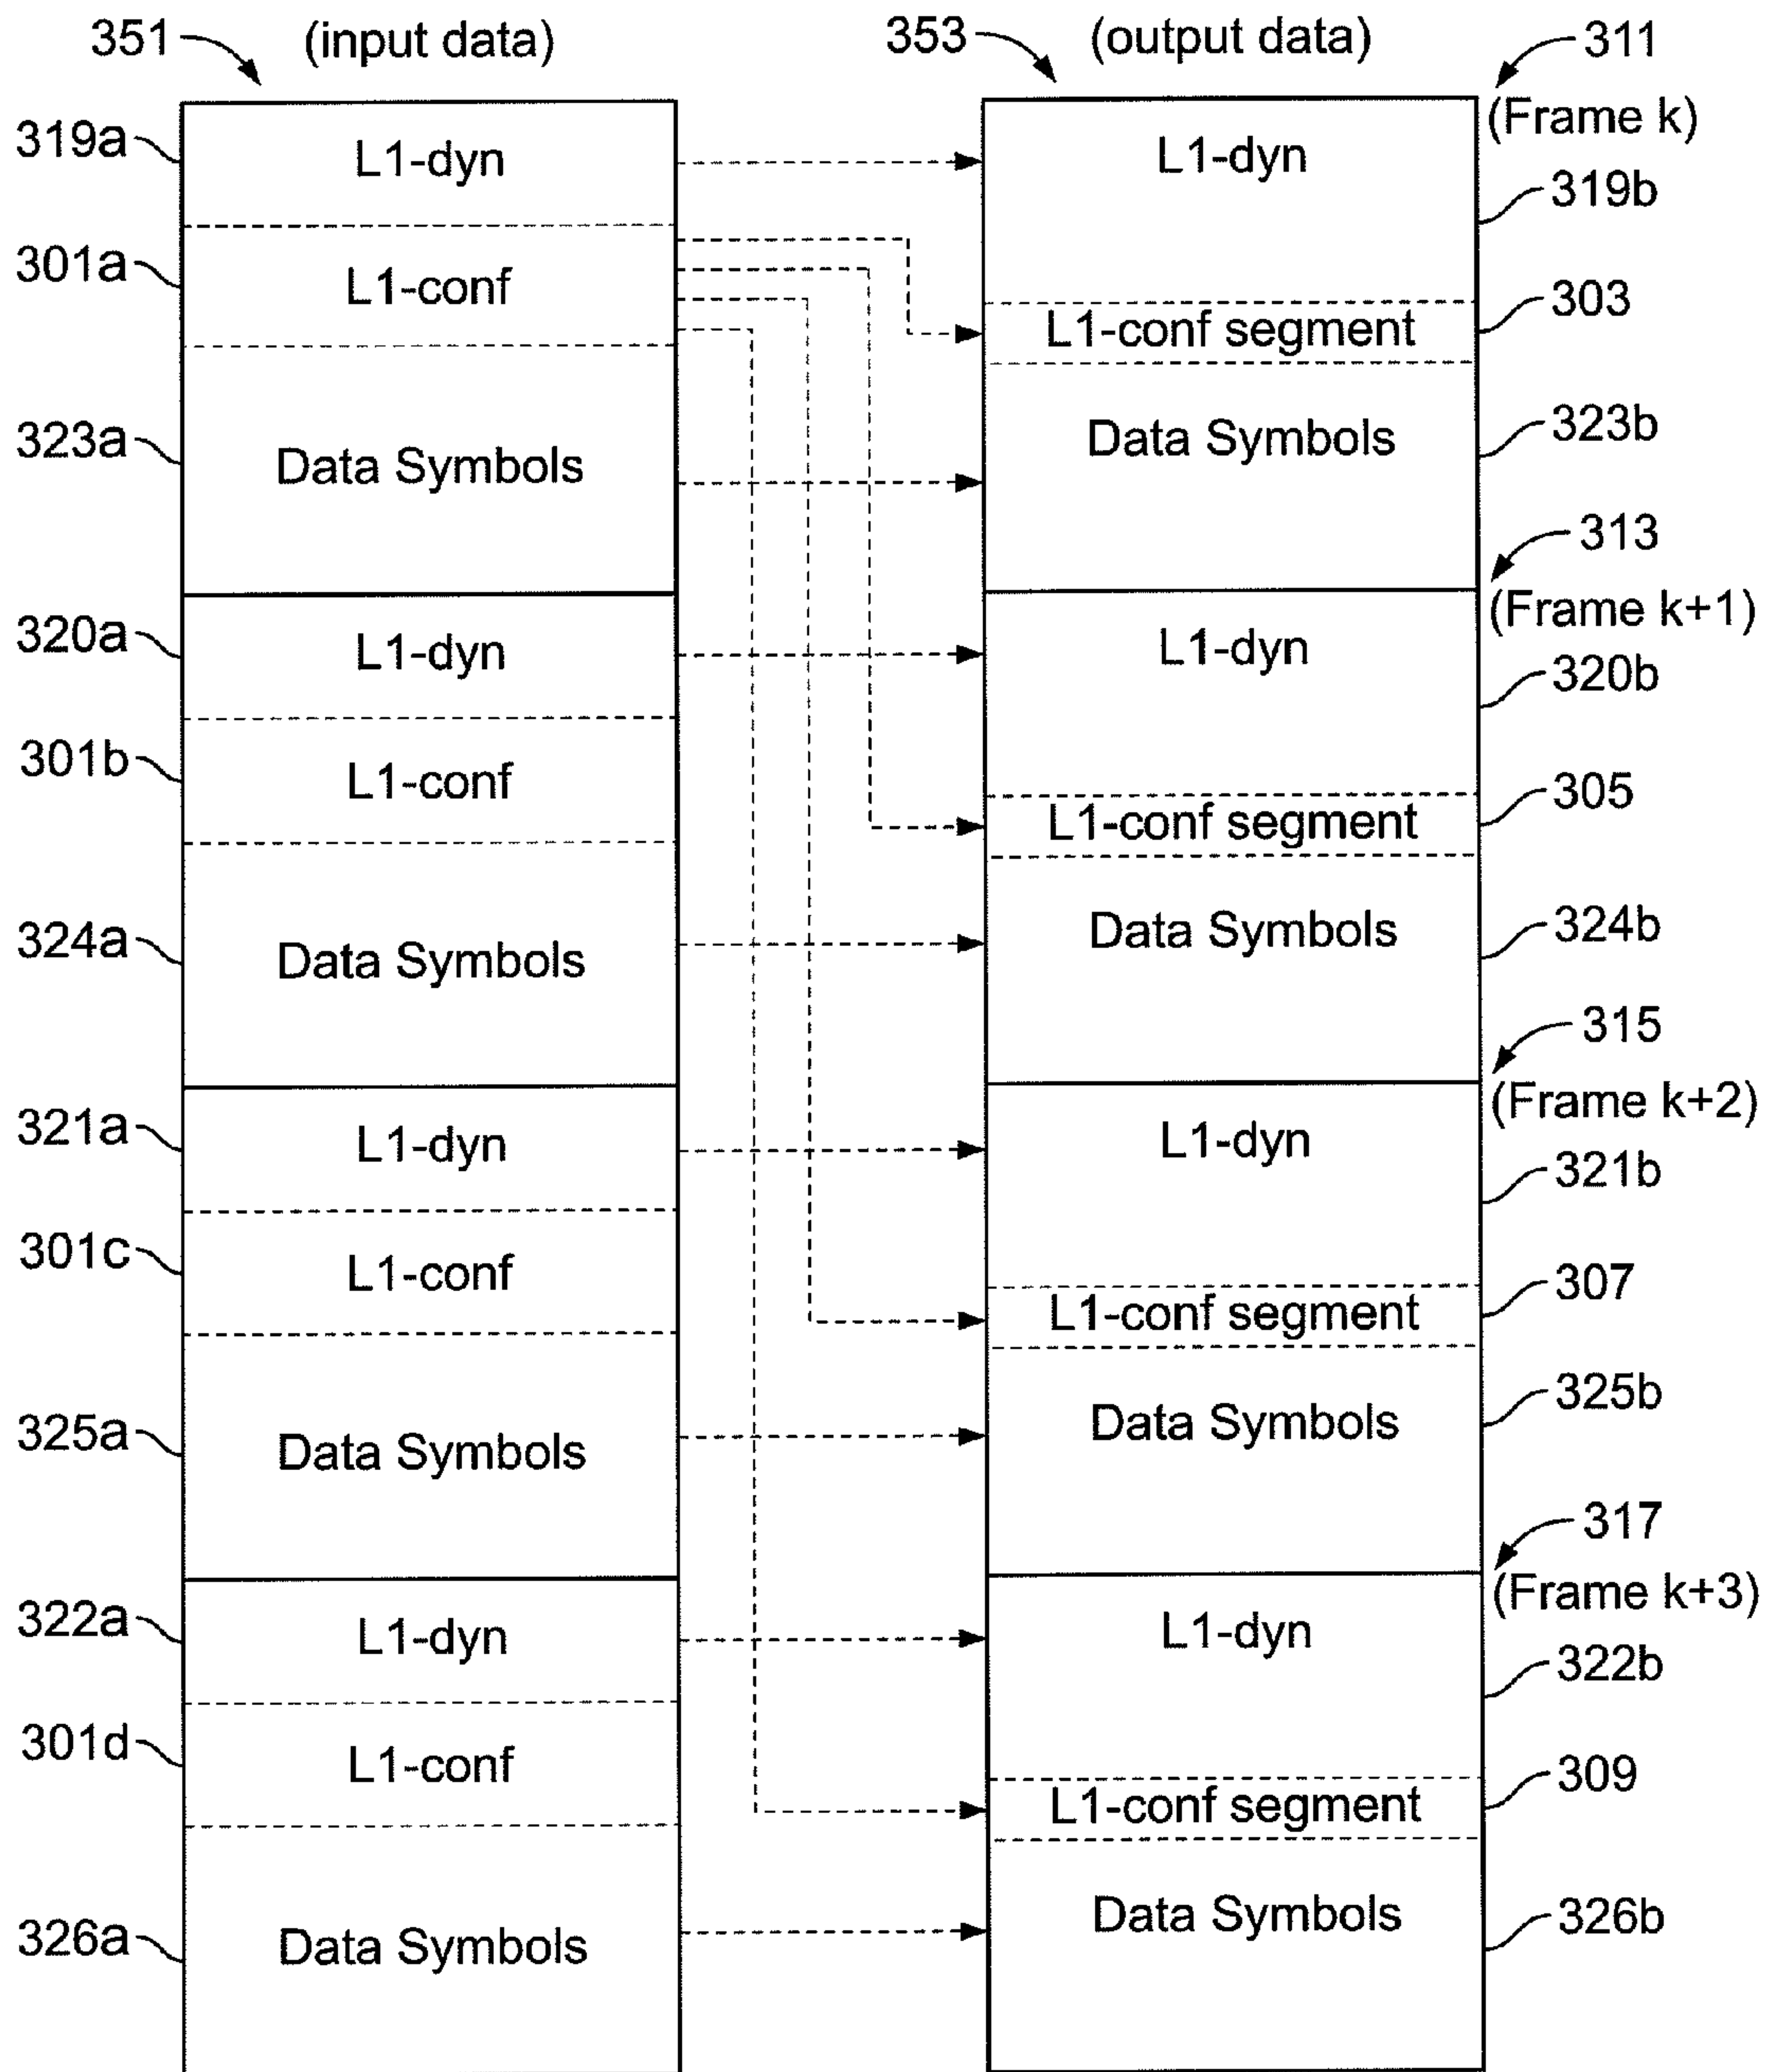 351 (input data) 353 (output data) 311
(Frame k)
319a L1-dyn L1-dyn 319b
301a L1-conf L1-conf segment 303
323a Data Symbols Data Symbols 323b
313
(Frame k+1)
320a L1-dyn L1-dyn 320b
301b L1-conf L1-conf segment 305
324a Data Symbols Data Symbols 324b
315
(Frame k+2)
321a L1-dyn L1-dyn 321b
301c L1-conf L1-conf segment 307
325a Data Symbols Data Symbols 325b
317
(Frame k+3)
322a L1-dyn L1-dyn 322b
301d L1-conf L1-conf segment 309
326a Data Symbols Data Symbols 326b